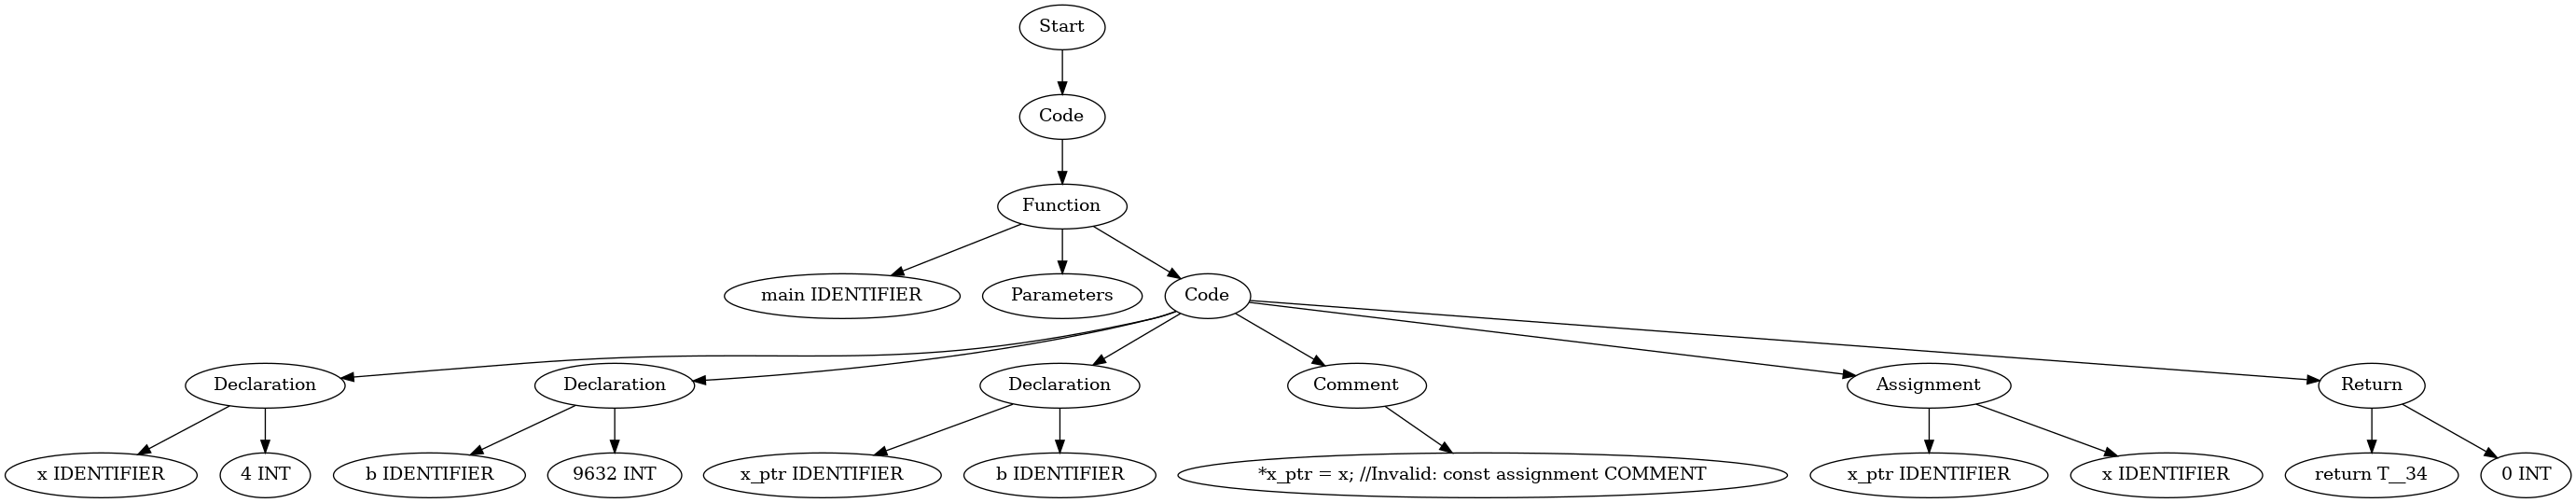 Start
Code
Function
main IDENTIFIER
Parameters
Code
Declaration
Declaration
Declaration
Comment
Assignment
Return
x IDENTIFIER
4 INT
b IDENTIFIER
9632 INT
x_ptr IDENTIFIER
b IDENTIFIER
*x_ptr = x; //Invalid: const assignment COMMENT
x_ptr IDENTIFIER
x IDENTIFIER
return T__34
0 INT